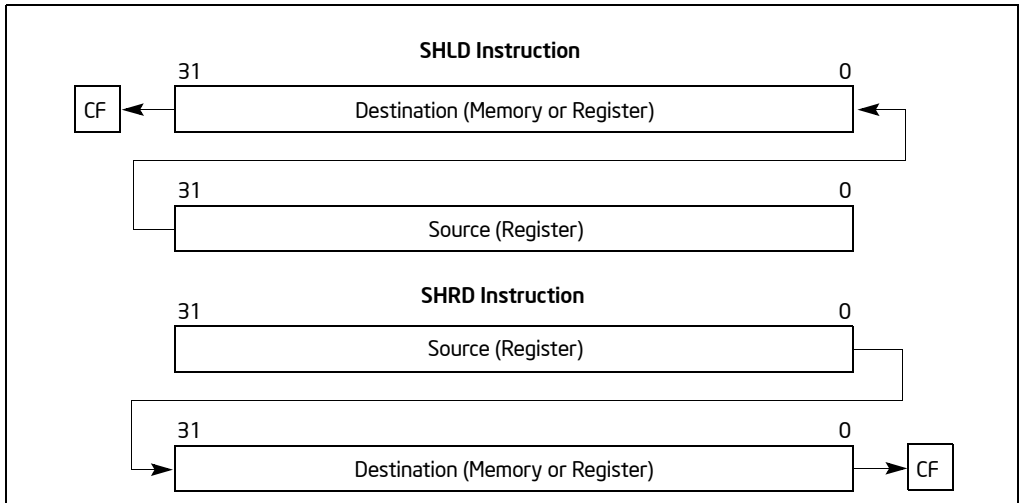 SHLD Instruction
31 0
CF Destination (Memory or Register)
31 0
Source (Register)
SHRD Instruction
31 0
Source (Register)
31 0
Destination (Memory or Register) CF